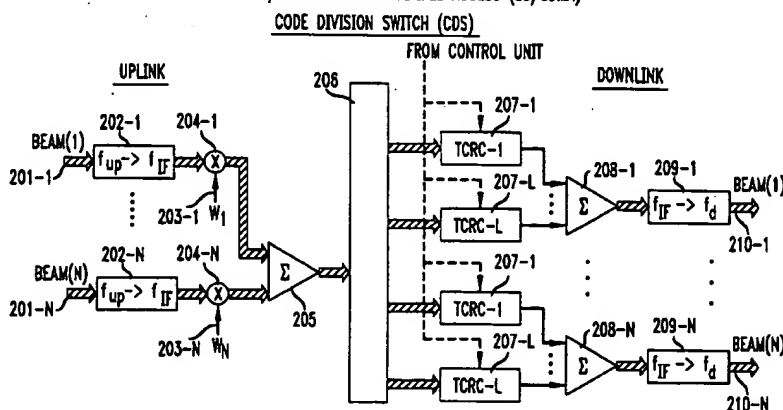 CODE DIVISION SWITCH (CDS)
FROM CONTROL UNIT
UPLINK
206
DOWNLINK
202-1
204-1
207-1
BEAM(1)
f_up -> f_IF
X
TCRC-1
208-1
209-1
BEAM(1)
201-1
203-1
W_1
207-L
Σ
f_IF -> f_d
210-1
TCRC-L
202-N
204-N
BEAM(N)
f_up -> f_IF
X
Σ
205
207-1
TCRC-1
208-N
209-N
BEAM(N)
201-N
203-N
W_N
207-L
Σ
f_IF -> f_d
210-N
TCRC-L